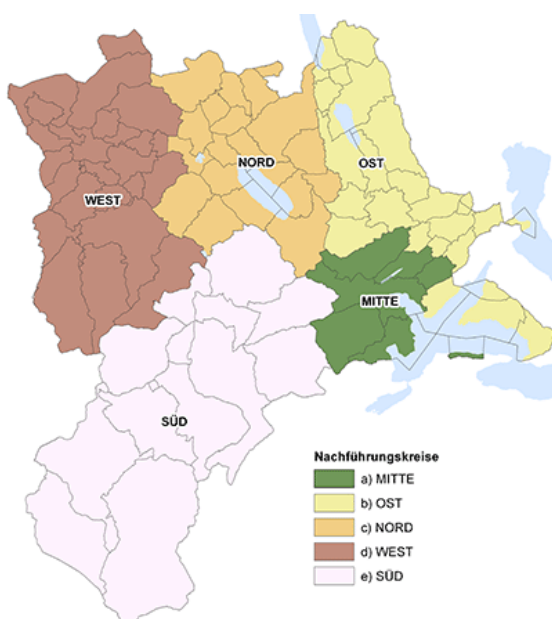 NORD
OST
WEST
MITTE
SÜD
Nachführungskreise
a) MITTE
b) OST
c) NORD
d) WEST
e) SÜD